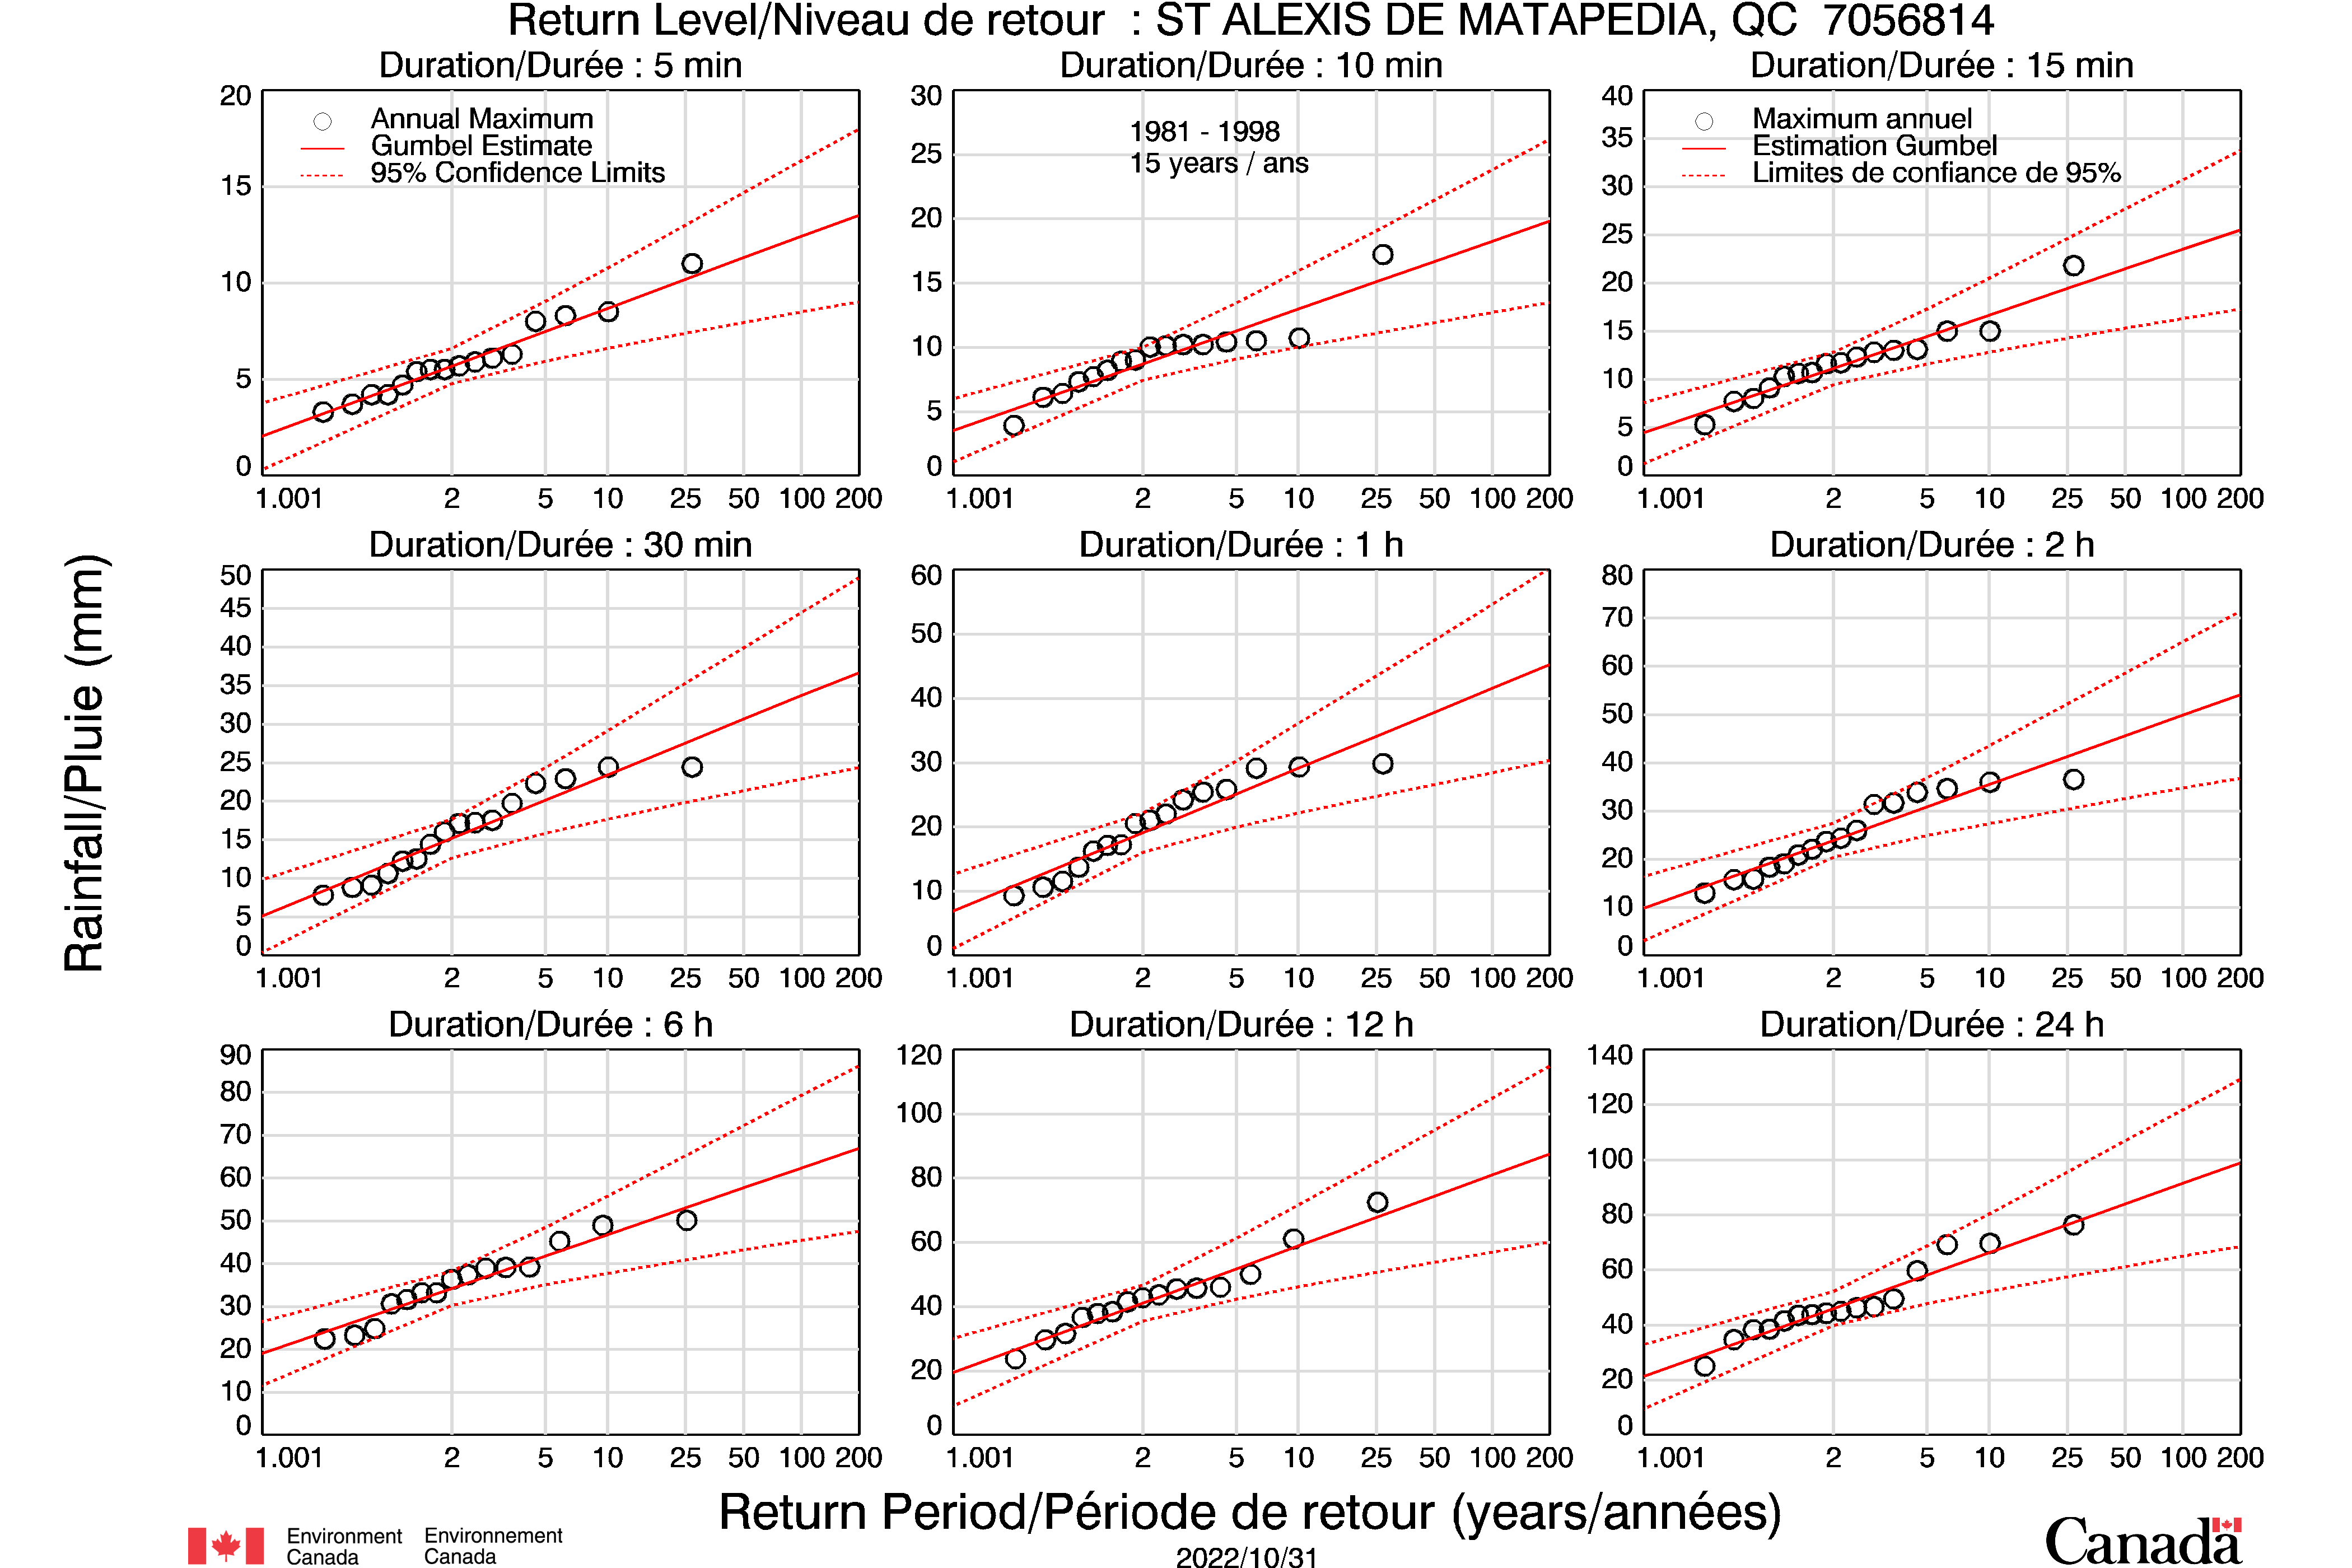 Return Level/Niveau de retour : ST ALEXIS DE MATAPEDIA, QC 7056814
Duration/Durée : 5 min
20
15
10
5
0
Annual Maximum
Gumbel Estimate
95% Confidence Limits
1.001 2 5 10 25 50 100 200
Duration/Durée : 10 min
30
25
20
15
10
5
0
1981 - 1998
15 years / ans
1.001 2 5 10 25 50 100 200
Duration/Durée : 15 min
40
35
30
25
20
15
10
5
0
Maximum annuel
Estimation Gumbel
Limites de confiance de 95%
1.001 2 5 10 25 50 100 200
Rainfall/Pluie (mm)
Duration/Durée : 30 min
50
45
40
35
30
25
20
15
10
5
0
1.001 2 5 10 25 50 100 200
Duration/Durée : 1 h
60
50
40
30
20
10
0
1.001 2 5 10 25 50 100 200
Duration/Durée : 2 h
80
70
60
50
40
30
20
10
0
1.001 2 5 10 25 50 100 200
Duration/Durée : 6 h
90
80
70
60
50
40
30
20
10
0
1.001 2 5 10 25 50 100 200
Duration/Durée : 12 h
120
100
80
60
40
20
0
1.001 2 5 10 25 50 100 200
Duration/Durée : 24 h
140
120
100
80
60
40
20
0
1.001 2 5 10 25 50 100 200
Return Period/Période de retour (years/années)
Environment Canada
Environnement Canada
2022/10/31
Canada